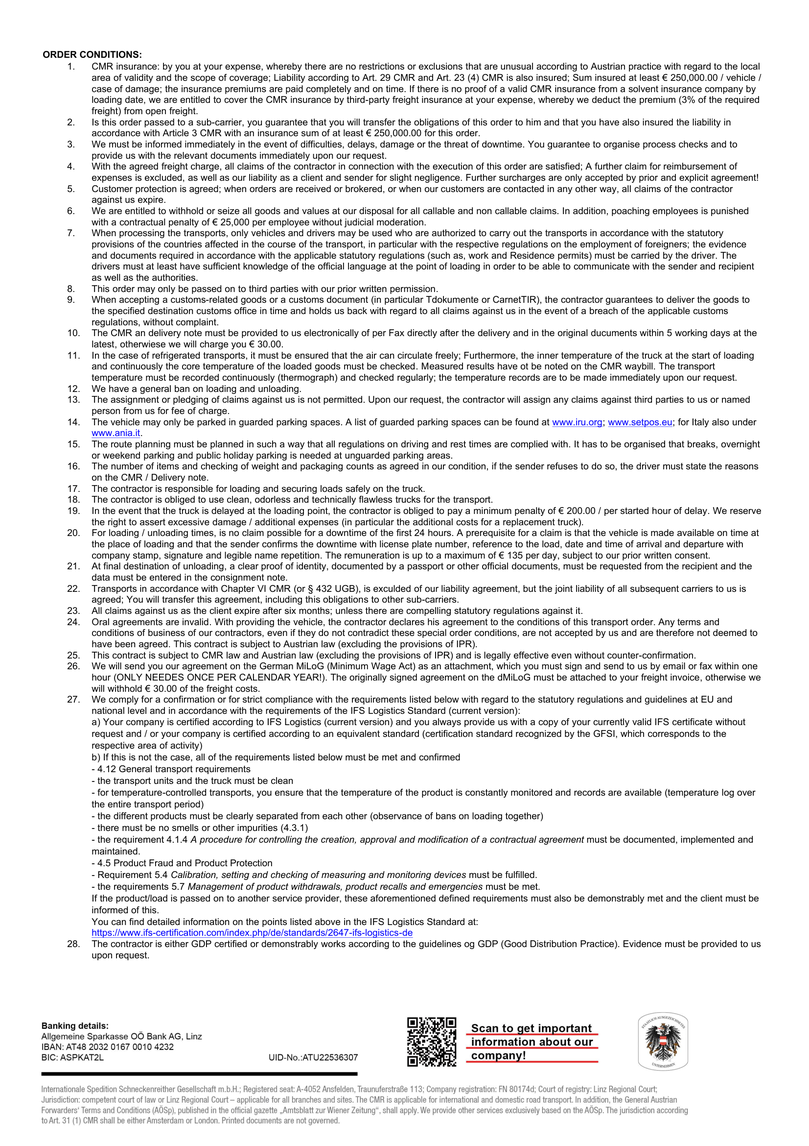 ORDER CONDITIONS:
1. CMR insurance: by you at your expense, whereby there are no restrictions or exclusions that are unusual according to Austrian practice with regard to the local
area of validity and the scope of coverage; Liability according to Art. 29 CMR and Art. 23 (4) CMR is also insured; Sum insured at least € 250,000.00 / vehicle /
case of damage; the insurance premiums are paid completely and on time. If there is no proof of a valid CMR insurance from a solvent insurance company by
loading date, we are entitled to cover the CMR insurance by third-party freight insurance at your expense, whereby we deduct the premium (3% of the required
freight) from open freight.
2. Is this order passed to a sub-carrier, you guarantee that you will transfer the obligations of this order to him and that you have also insured the liability in
accordance with Article 3 CMR with an insurance sum of at least € 250,000.00 for this order.
3. We must be informed immediately in the event of difficulties, delays, damage or the threat of downtime. You guarantee to organise process checks and to
provide us with the relevant documents immediately upon our request.
4. With the agreed freight charge, all claims of the contractor in connection with the execution of this order are satisfied; A further claim for reimbursement of
expenses is excluded, as well as our liability as a client and sender for slight negligence. Further surcharges are only accepted by prior and explicit agreement!
5. Customer protection is agreed; when orders are received or brokered, or when our customers are contacted in any other way, all claims of the contractor
against us expire.
6. We are entitled to withhold or seize all goods and values at our disposal for all callable and non callable claims. In addition, poaching employees is punished
with a contractual penalty of € 25,000 per employee without judicial moderation.
7. When processing the transports, only vehicles and drivers may be used who are authorized to carry out the transports in accordance with the statutory
provisions of the countries affected in the course of the transport, in particular with the respective regulations on the employment of foreigners; the evidence
and documents required in accordance with the applicable statutory regulations (such as, work and Residence permits) must be carried by the driver. The
drivers must at least have sufficient knowledge of the official language at the point of loading in order to be able to communicate with the sender and recipient
as well as the authorities.
8. This order may only be passed on to third parties with our prior written permission.
9. When accepting a customs-related goods or a customs document (in particular Tdokumente or CarnetTIR), the contractor guarantees to deliver the goods to
the specified destination customs office in time and holds us back with regard to all claims against us in the event of a breach of the applicable customs
regulations, without complaint.
10. The CMR an delivery note must be provided to us electronically of per Fax directly after the delivery and in the original ducuments within 5 working days at the
latest, otherwiese we will charge you € 30.00.
11. In the case of refrigerated transports, it must be ensured that the air can circulate freely; Furthermore, the inner temperature of the truck at the start of loading
and continuously the core temperature of the loaded goods must be checked. Measured results have ot be noted on the CMR waybill. The transport
temperature must be recorded continuously (thermograph) and checked regularly; the temperature records are to be made immediately upon our request.
12. We have a general ban on loading and unloading.
13. The assignment or pledging of claims against us is not permitted. Upon our request, the contractor will assign any claims against third parties to us or named
person from us for fee of charge.
14. The vehicle may only be parked in guarded parking spaces. A list of guarded parking spaces can be found at www.iru.org; www.setpos.eu; for Italy also under
www.ania.it.
15. The route planning must be planned in such a way that all regulations on driving and rest times are complied with. It has to be organised that breaks, overnight
or weekend parking and public holiday parking is needed at unguarded parking areas.
16. The number of items and checking of weight and packaging counts as agreed in our condition, if the sender refuses to do so, the driver must state the reasons
on the CMR / Delivery note.
17. The contractor is responsible for loading and securing loads safely on the truck.
18. The contractor is obliged to use clean, odorless and technically flawless trucks for the transport.
19. In the event that the truck is delayed at the loading point, the contractor is obliged to pay a minimum penalty of € 200.00 / per started hour of delay. We reserve
the right to assert excessive damage / additional expenses (in particular the additional costs for a replacement truck).
20. For loading / unloading times, is no claim possible for a downtime of the first 24 hours. A prerequisite for a claim is that the vehicle is made available on time at
the place of loading and that the sender confirms the downtime with license plate number, reference to the load, date and time of arrival and departure with
company stamp, signature and legible name repetition. The remuneration is up to a maximum of € 135 per day, subject to our prior written consent.
21. At final destination of unloading, a clear proof of identity, documented by a passport or other official documents, must be requested from the recipient and the
data must be entered in the consignment note.
22. Transports in accordance with Chapter VI CMR (or § 432 UGB), is exculded of our liability agreement, but the joint liability of all subsequent carriers to us is
agreed; You will transfer this agreement, including this obligations to other sub-carriers.
23. All claims against us as the client expire after six months; unless there are compelling statutory regulations against it.
24. Oral agreements are invalid. With providing the vehicle, the contractor declares his agreement to the conditions of this transport order. Any terms and
conditions of business of our contractors, even if they do not contradict these special order conditions, are not accepted by us and are therefore not deemed to
have been agreed. This contract is subject to Austrian law (excluding the provisions of IPR).
25. This contract is subject to CMR law and Austrian law (excluding the provisions of IPR) and is legally effective even without counter-confirmation.
26. We will send you our agreement on the German MiLoG (Minimum Wage Act) as an attachment, which you must sign and send to us by email or fax within one
hour (ONLY NEEDES ONCE PER CALENDAR YEAR!). The originally signed agreement on the dMiLoG must be attached to your freight invoice, otherwise we
will withhold € 30.00 of the freight costs.
27. We comply for a confirmation or for strict compliance with the requirements listed below with regard to the statutory regulations and guidelines at EU and
national level and in accordance with the requirements of the IFS Logistics Standard (current version):
a) Your company is certified according to IFS Logistics (current version) and you always provide us with a copy of your currently valid IFS certificate without
request and / or your company is certified according to an equivalent standard (certification standard recognized by the GFSI, which corresponds to the
respective area of activity)
b) If this is not the case, all of the requirements listed below must be met and confirmed
- 4.12 General transport requirements
- the transport units and the truck must be clean
- for temperature-controlled transports, you ensure that the temperature of the product is constantly monitored and records are available (temperature log over
the entire transport period)
- the different products must be clearly separated from each other (observance of bans on loading together)
- there must be no smells or other impurities (4.3.1)
- the requirement 4.1.4 A procedure for controlling the creation, approval and modification of a contractual agreement must be documented, implemented and
maintained.
- 4.5 Product Fraud and Product Protection
- Requirement 5.4 Calibration, setting and checking of measuring and monitoring devices must be fulfilled.
- the requirements 5.7 Management of product withdrawals, product recalls and emergencies must be met.
If the product/load is passed on to another service provider, these aforementioned defined requirements must also be demonstrably met and the client must be
informed of this.
You can find detailed information on the points listed above in the IFS Logistics Standard at:
https://www.ifs-certification.com/index.php/de/standards/2647-ifs-logistics-de
28. The contractor is either GDP certified or demonstrably works according to the guidelines og GDP (Good Distribution Practice). Evidence must be provided to us
upon request.
Banking details:
Allgemeine Sparkasse OÖ Bank AG, Linz
IBAN: AT48 2032 0167 0010 4232
BIC: ASPKAT2L UID-No.:ATU22536307
Scan to get important
information about our
company!
Internationale Spedition Schneckenreither Gesellschaft m.b.H.; Registered seat: A-4052 Ansfelden, Traunuferstraße 113; Company registration: FN 80174d; Court of registry: Linz Regional Court;
Jurisdiction: competent court of law or Linz Regional Court – applicable for all branches and sites. The CMR is applicable for international and domestic road transport. In addition, the General Austrian
Forwarders' Terms and Conditions (AÖSp), published in the official gazette „Amtsblatt zur Wiener Zeitung“, shall apply. We provide other services exclusively based on the AÖSp. The jurisdiction according
to Art. 31 (1) CMR shall be either Amsterdam or London. Printed documents are not governed.